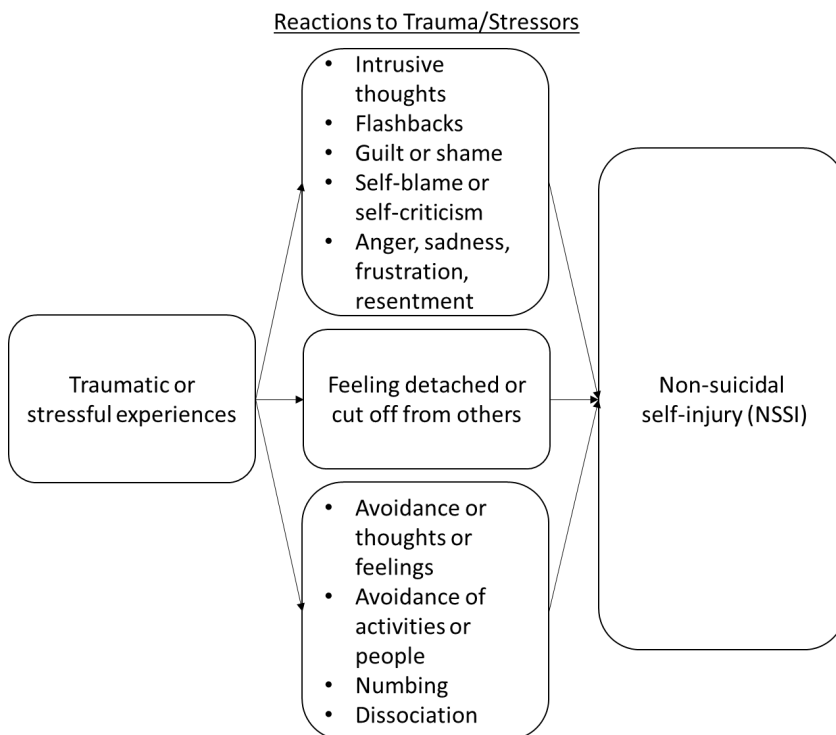 Reactions to Trauma/Stressors
• Intrusive
thoughts
• Flashbacks
• Guilt or shame
• Self-blame or
self-criticism
• Anger, sadness,
frustration,
resentment
Traumatic or
stressful experiences
Feeling detached or
cut off from others
Non-suicidal
self-injury (NSSI)
• Avoidance or
thoughts or
feelings
• Avoidance of
activities or
people
• Numbing
• Dissociation